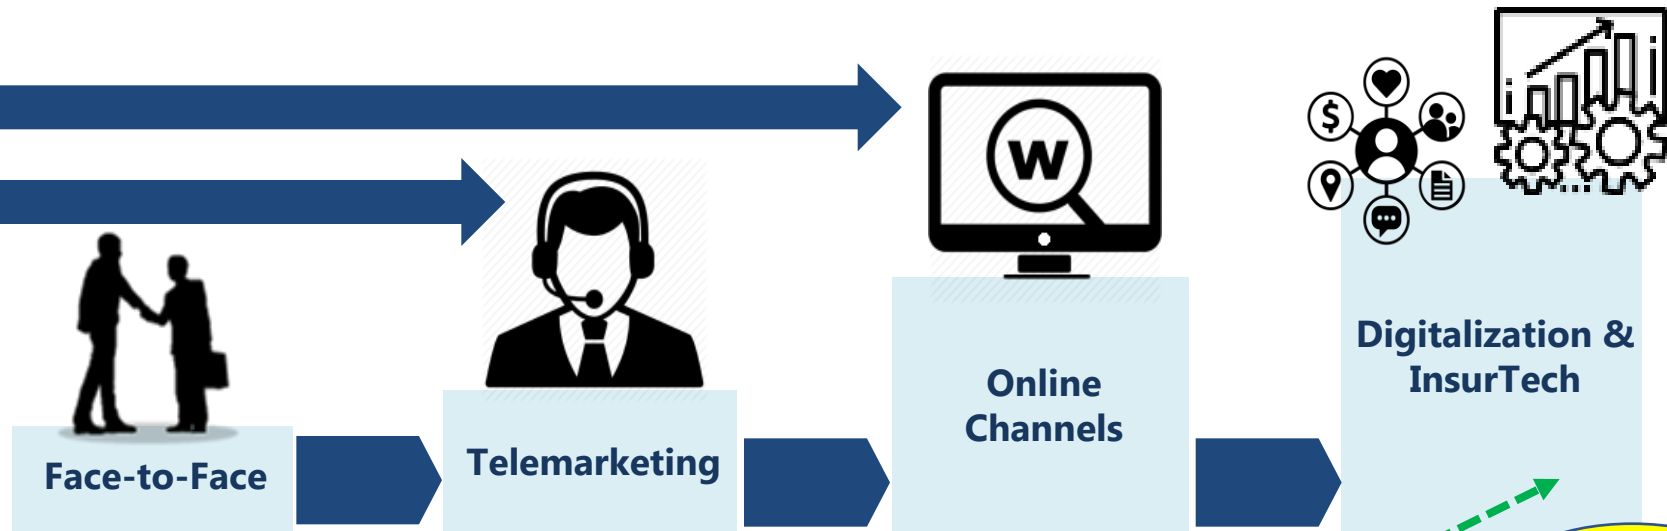 W
$
Digitalization &
InsurTech
Online
Channels
Telemarketing
Face-to-Face